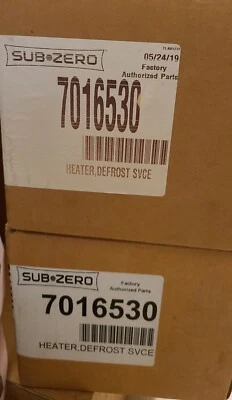 SUB ZERO
05/24/19
Factory
Authorized Parts
7016530
HEATER,DEFROST SVCE
SUB ZERO
Factory
Authorized Parts
7016530
HEATER,DEFROST SVCE